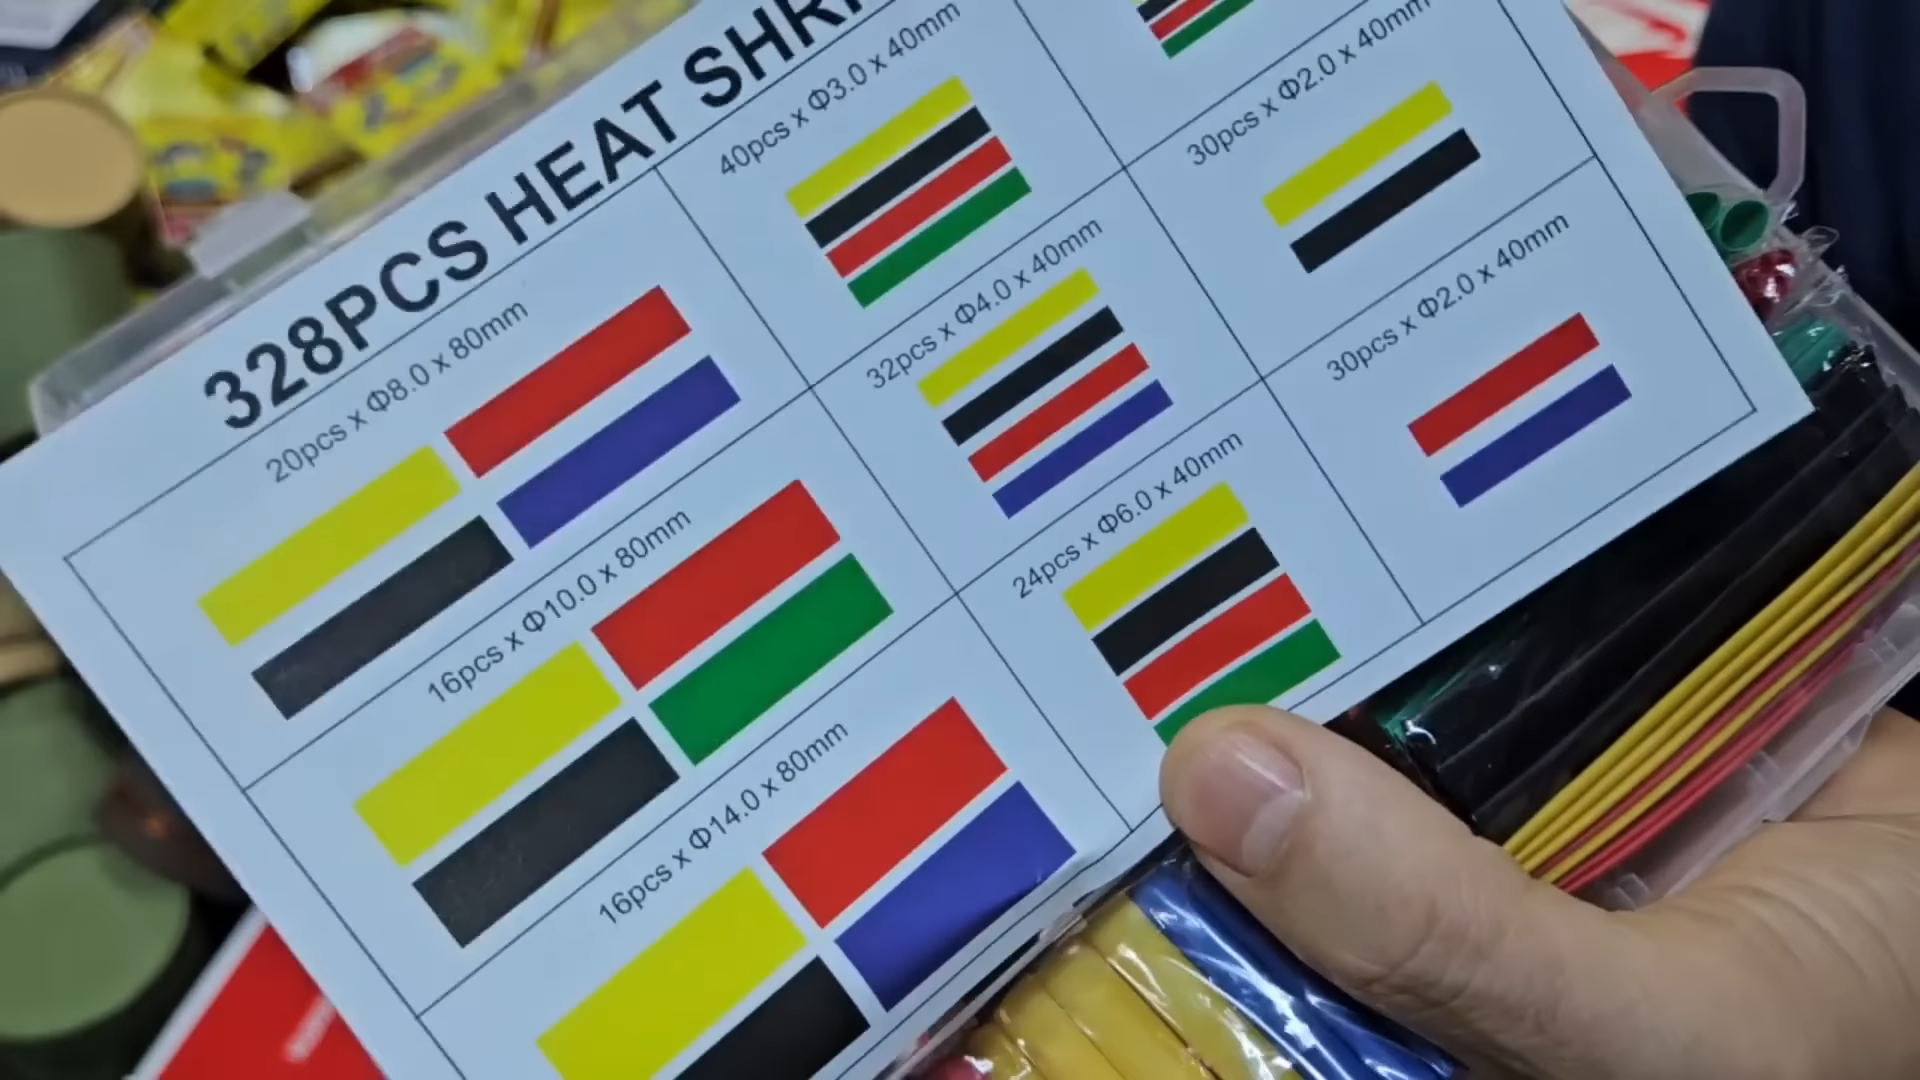 328PCS HEAT
20pcs x Φ8.0 x 80mm
16pcs x Φ10.0 x 80mm
16pcs x Φ14.0 x 80mm
40pcs x Φ3.0 x 40mm
32pcs x Φ4.0 x 40mm
24pcs x Φ6.0 x 40mm
30pcs x Φ2.0 x 40mm
30pcs x Φ2.0 x 40mm